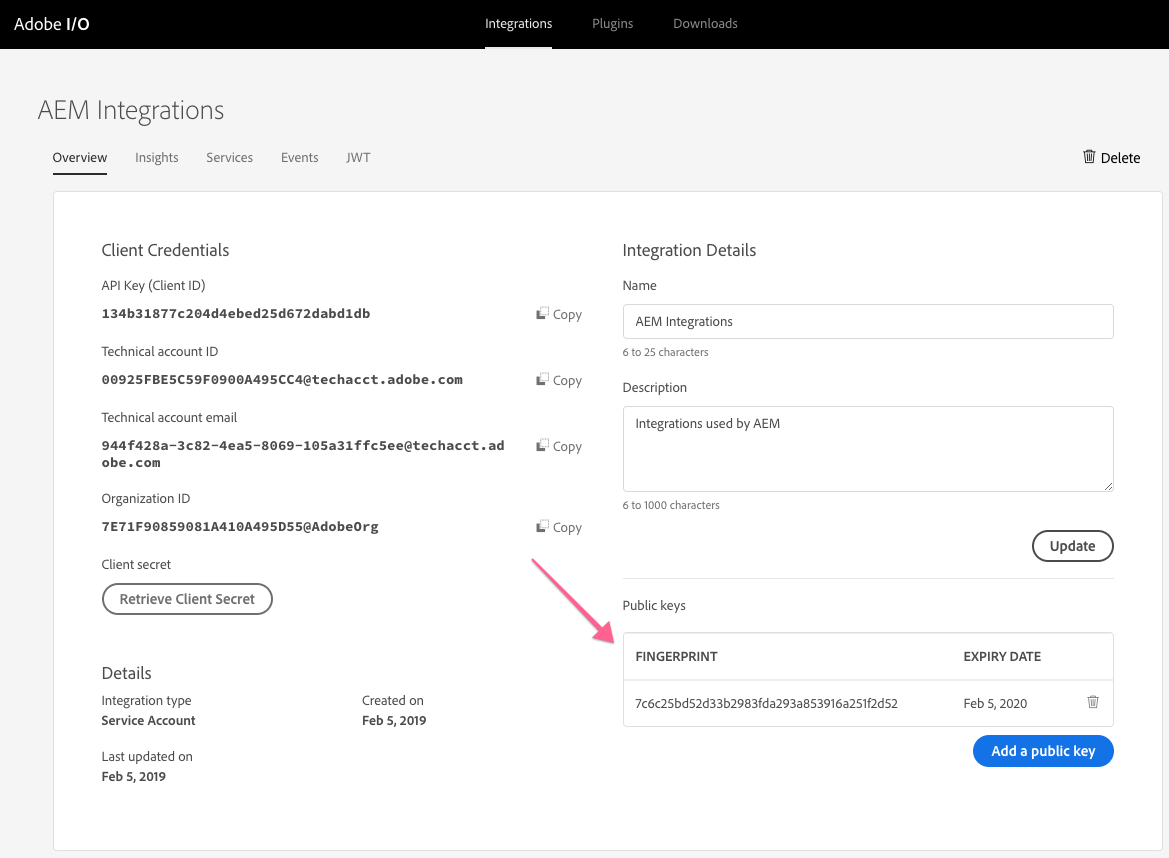 Adobe I/O
Integrations
Plugins
Downloads
AEM Integrations
Overview
Insights
Services
Events
JWT
Delete
Client Credentials
API Key (Client ID)
134b31877c204d4ebed25d672dabd1db
Copy
Technical account ID
00925FBE5C59F0900A495CC4@techacct.adobe.com
Copy
Technical account email
944f428a-3c82-4ea5-8069-105a31ffc5ee@techacct.ad
obe.com
Copy
Organization ID
7E71F90859081A410A495D55@AdobeOrg
Copy
Client secret
Retrieve Client Secret
Details
Integration type
Service Account
Created on
Feb 5, 2019
Last updated on
Feb 5, 2019
Integration Details
Name
AEM Integrations
6 to 25 characters
Description
Integrations used by AEM
6 to 1000 characters
Update
Public keys
FINGERPRINT
EXPIRY DATE
7c6c25bd52d33b2983fda293a853916a251f2d52
Feb 5, 2020
Add a public key